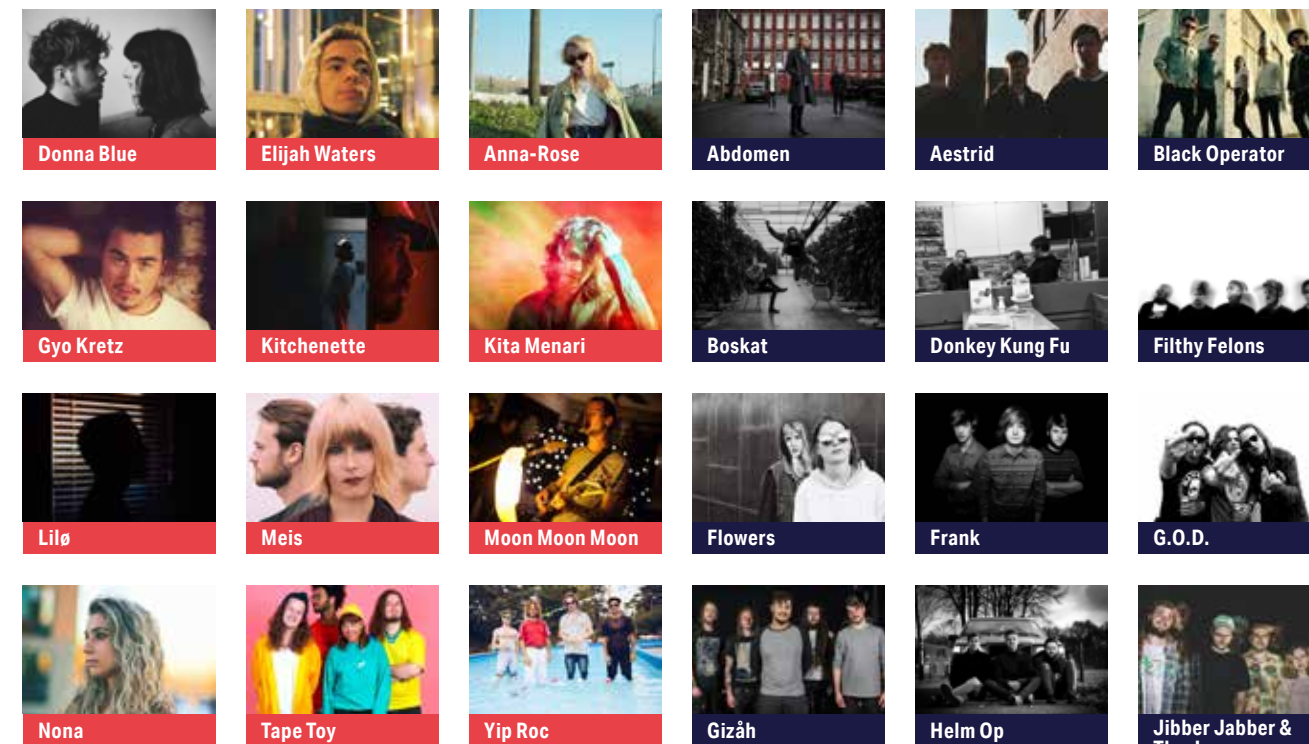 Donna Blue
Elijah Waters
Anna-Rose
Abdomen
Aestrid
Black Operator
Gyo Kretz
Kitchenette
Kita Menari
Boskat
Donkey Kung Fu
Filthy Felons
Lilø
Meis
Moon Moon Moon
Flowers
Frank
G.O.D.
Nona
Tape Toy
Yip Roc
Gizåh
Helm Op
Jibber Jabber &